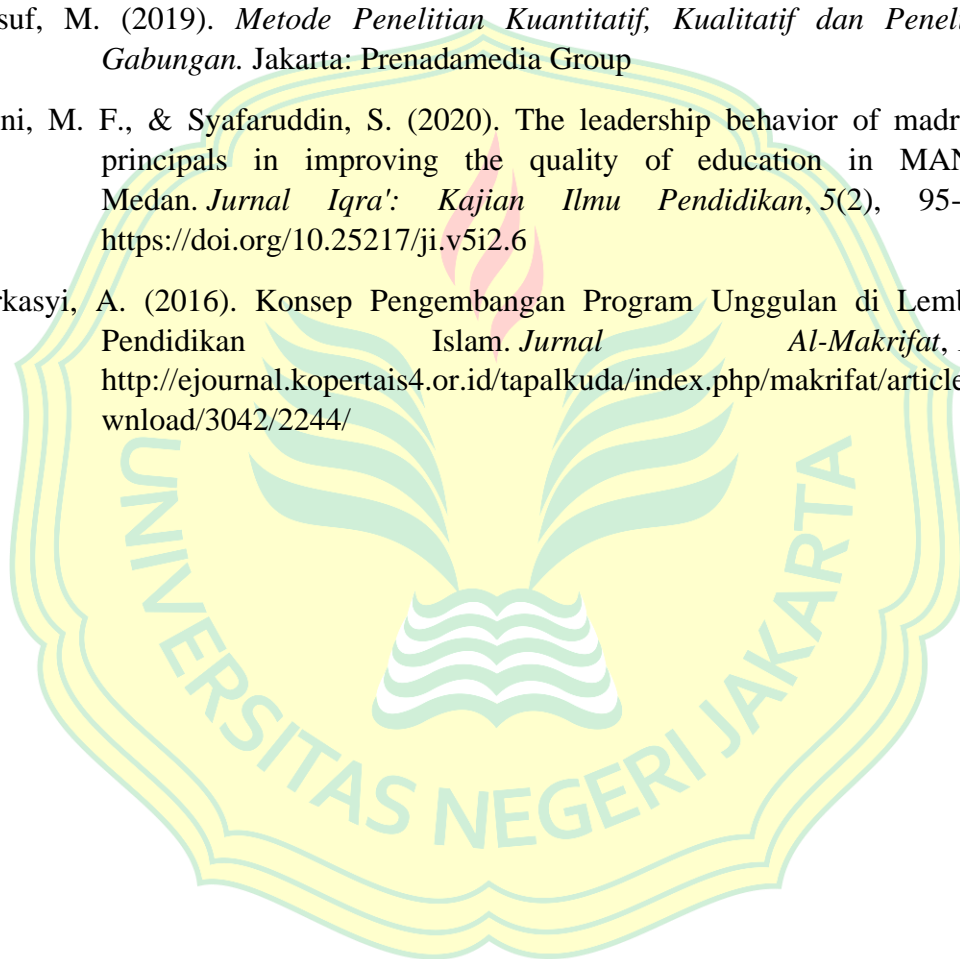 suf, M. (2019). Metode Penelitian Kuantitatif, Kualitatif dan Penel
Gabungan. Jakarta: Prenadamedia Group
ni, M. F., & Syafaruddin, S. (2020). The leadership behavior of madr
principals in improving the quality of education in MAN
Medan. Jurnal Iqra': Kajian Ilmu Pendidikan, 5(2), 95-
https://doi.org/10.25217/ji.v5i2.6
rkasyi, A. (2016). Konsep Pengembangan Program Unggulan di Lemb
Pendidikan Islam. Jurnal Al-Makrifat,
http://ejournal.kopertais4.or.id/tapalkuda/index.php/makrifat/article
wnload/3042/2244/
UNIVERSITAS NEGERI JAKARTA